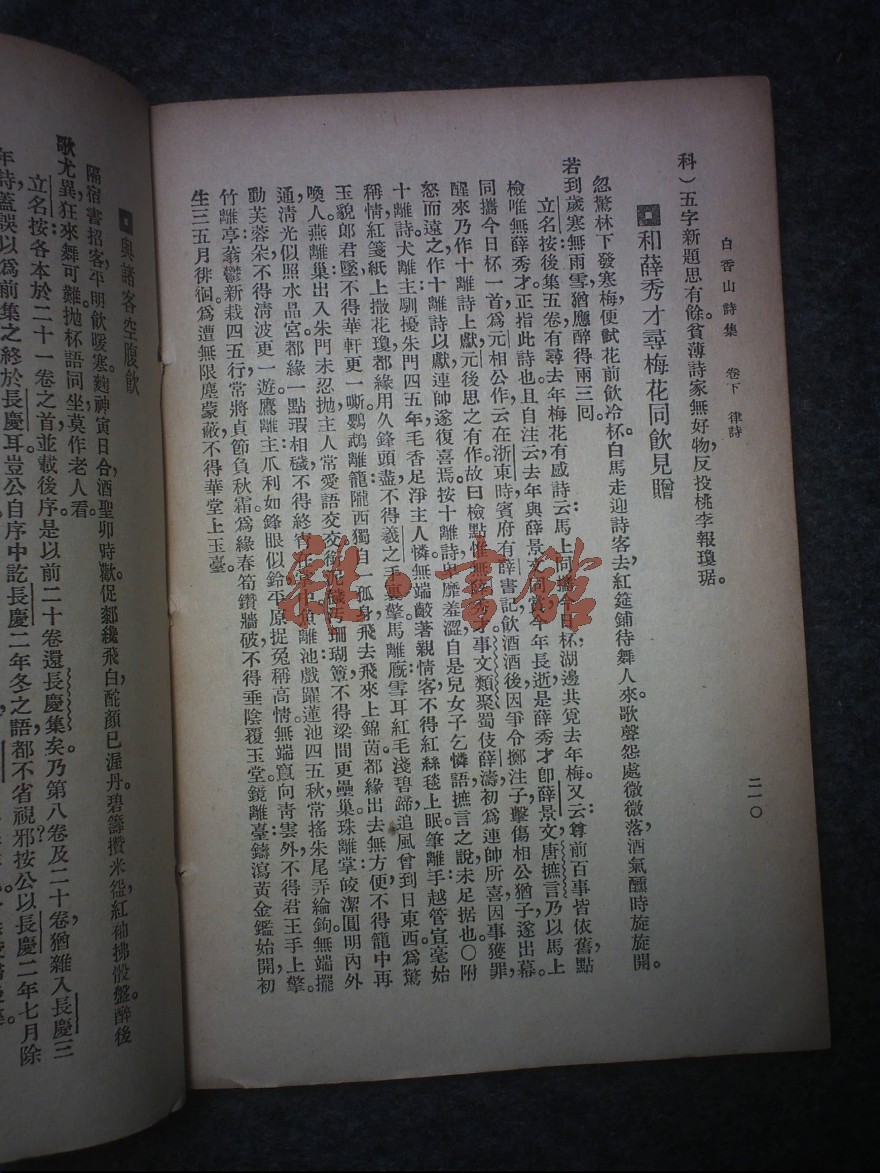 白香山詩集 卷下 律詩
二一〇
科）五字新題思有餘。貧薄詩家無好物，反投桃李報瓊琚。
和薛秀才尋梅花同飲見贈
忽驚林下發寒梅，便試花前飲冷杯。白馬走迎詩客去，紅筵鋪待舞人來。歌聲怨處微微落，酒氣醺時旋旋開。
若到歲寒無雨雪，猶應醉得兩三回。
立名按：後集五卷有尋去年梅花有感詩云：馬上同攜今日杯，湖邊共覓去年梅。又云：尊前百事皆依舊，點
檢唯無薛秀才。正指此詩也。且自注云：去年與薛景文同賞，今年長逝。是薛秀才卽薛景文。唐摭言乃以馬上
同攜今日杯一首，爲元相公作，云在浙東時，賓府有薛書記，飲酒酒後，因爭令擲注子，擊傷相公猶子，遂出幕。
醒來乃作十離詩上獻，元後思之有作。故曰檢點惟無薛秀才。事文類聚：蜀伎薛濤，初爲連帥所喜，因事獲罪，
怒而遠之，作十離詩以獻，連帥遂復喜焉。按十離詩卑靡羞澀，自是兒女子乞憐語，摭言之說，未足据也。〇附
十離詩：犬離主：馴擾朱門四五年，毛香足淨主人憐，無端齩著親情客，不得紅絲毯上眠。筆離手：越管宣毫始
稱情，紅箋紙上撒花瓊，都緣用久鋒頭盡，不得羲之手裏擎。馬離厩：雪耳紅毛淺碧蹄，追風曾到日東西，爲驚
玉貌郎君墜，不得華軒更一嘶。鸚鵡離籠：隴西獨自一孤身，飛去飛來上錦茵，都緣出去無方便，不得籠中再
喚人。燕離巢：出入朱門未忍抛，主人常愛語交交，銜泥穢汚珊瑚簟，不得梁間更壘巢。珠離掌：皎潔圓明內外
通，淸光似照水晶宮，都緣一點瑕相穢，不得終宵在掌中。魚離池：戲躍蓮池四五秋，常搖朱尾弄綸鉤，無端擺
動芙蓉朵，不得淸波更一遊。鷹離主：爪利如鋒眼似鈴，平原捉兔稱高情，無端竄向靑雲外，不得君王手上擎。
竹離亭：蓊鬱新栽四五行，常將貞節負秋霜，爲緣春筍鑽牆破，不得垂陰覆玉堂。鏡離臺：鑄瀉黃金鑑始開，初
生三五月徘徊。爲遭無限塵蒙蔽，不得華堂上玉臺。
與諸客空腹飲
隔宿書招客，平明飲暖寒。麴神寅日合，酒聖卯時歡。促
飛白，酡顏已渥丹。碧籌攢米盌，紅袖拂骰盤。醉後
歌尤異，狂來舞可難。抛杯語同坐，莫作老人看。
立名按：各本於二十一卷之首，並載後序，是以前二十卷還長慶集矣。乃第八卷及二十卷，猶雜入長慶三
年詩，蓋誤以爲前集之終於長慶耳。豈公自序中訖長慶二年冬之語，都不省視邪？按公以長慶二年七月除
雜·書館